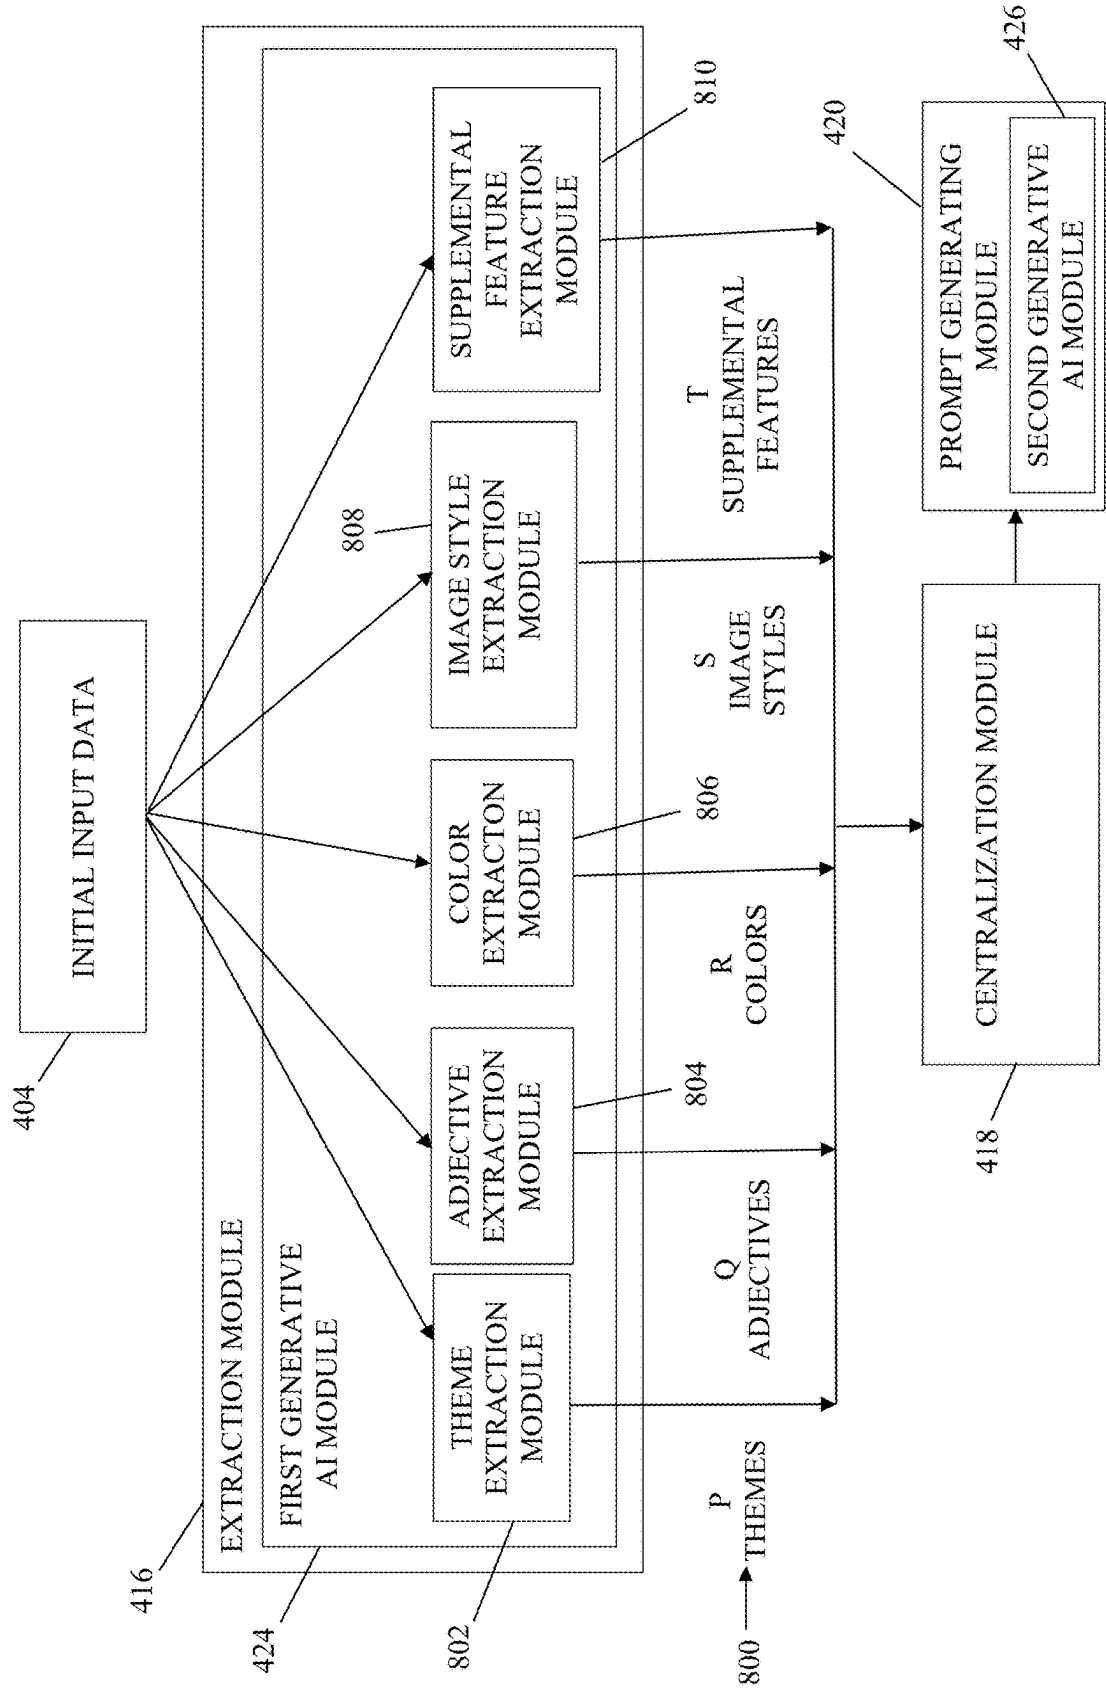 404
INITIAL INPUT DATA
416
EXTRACTION MODULE
424
FIRST GENERATIVE
AI MODULE
802
THEME
EXTRACTION
MODULE
ADJECTIVE
EXTRACTION
MODULE
804
COLOR
EXTRACTON
MODULE
806
808
IMAGE STYLE
EXTRACTION
MODULE
SUPPLEMENTAL
FEATURE
EXTRACTION
MODULE
810
800
P
THEMES
Q
ADJECTIVES
R
COLORS
S
IMAGE
STYLES
T
SUPPLEMENTAL
FEATURES
418
CENTRALIZATION MODULE
420
PROMPT GENERATING
MODULE
SECOND GENERATIVE
AI MODULE
426